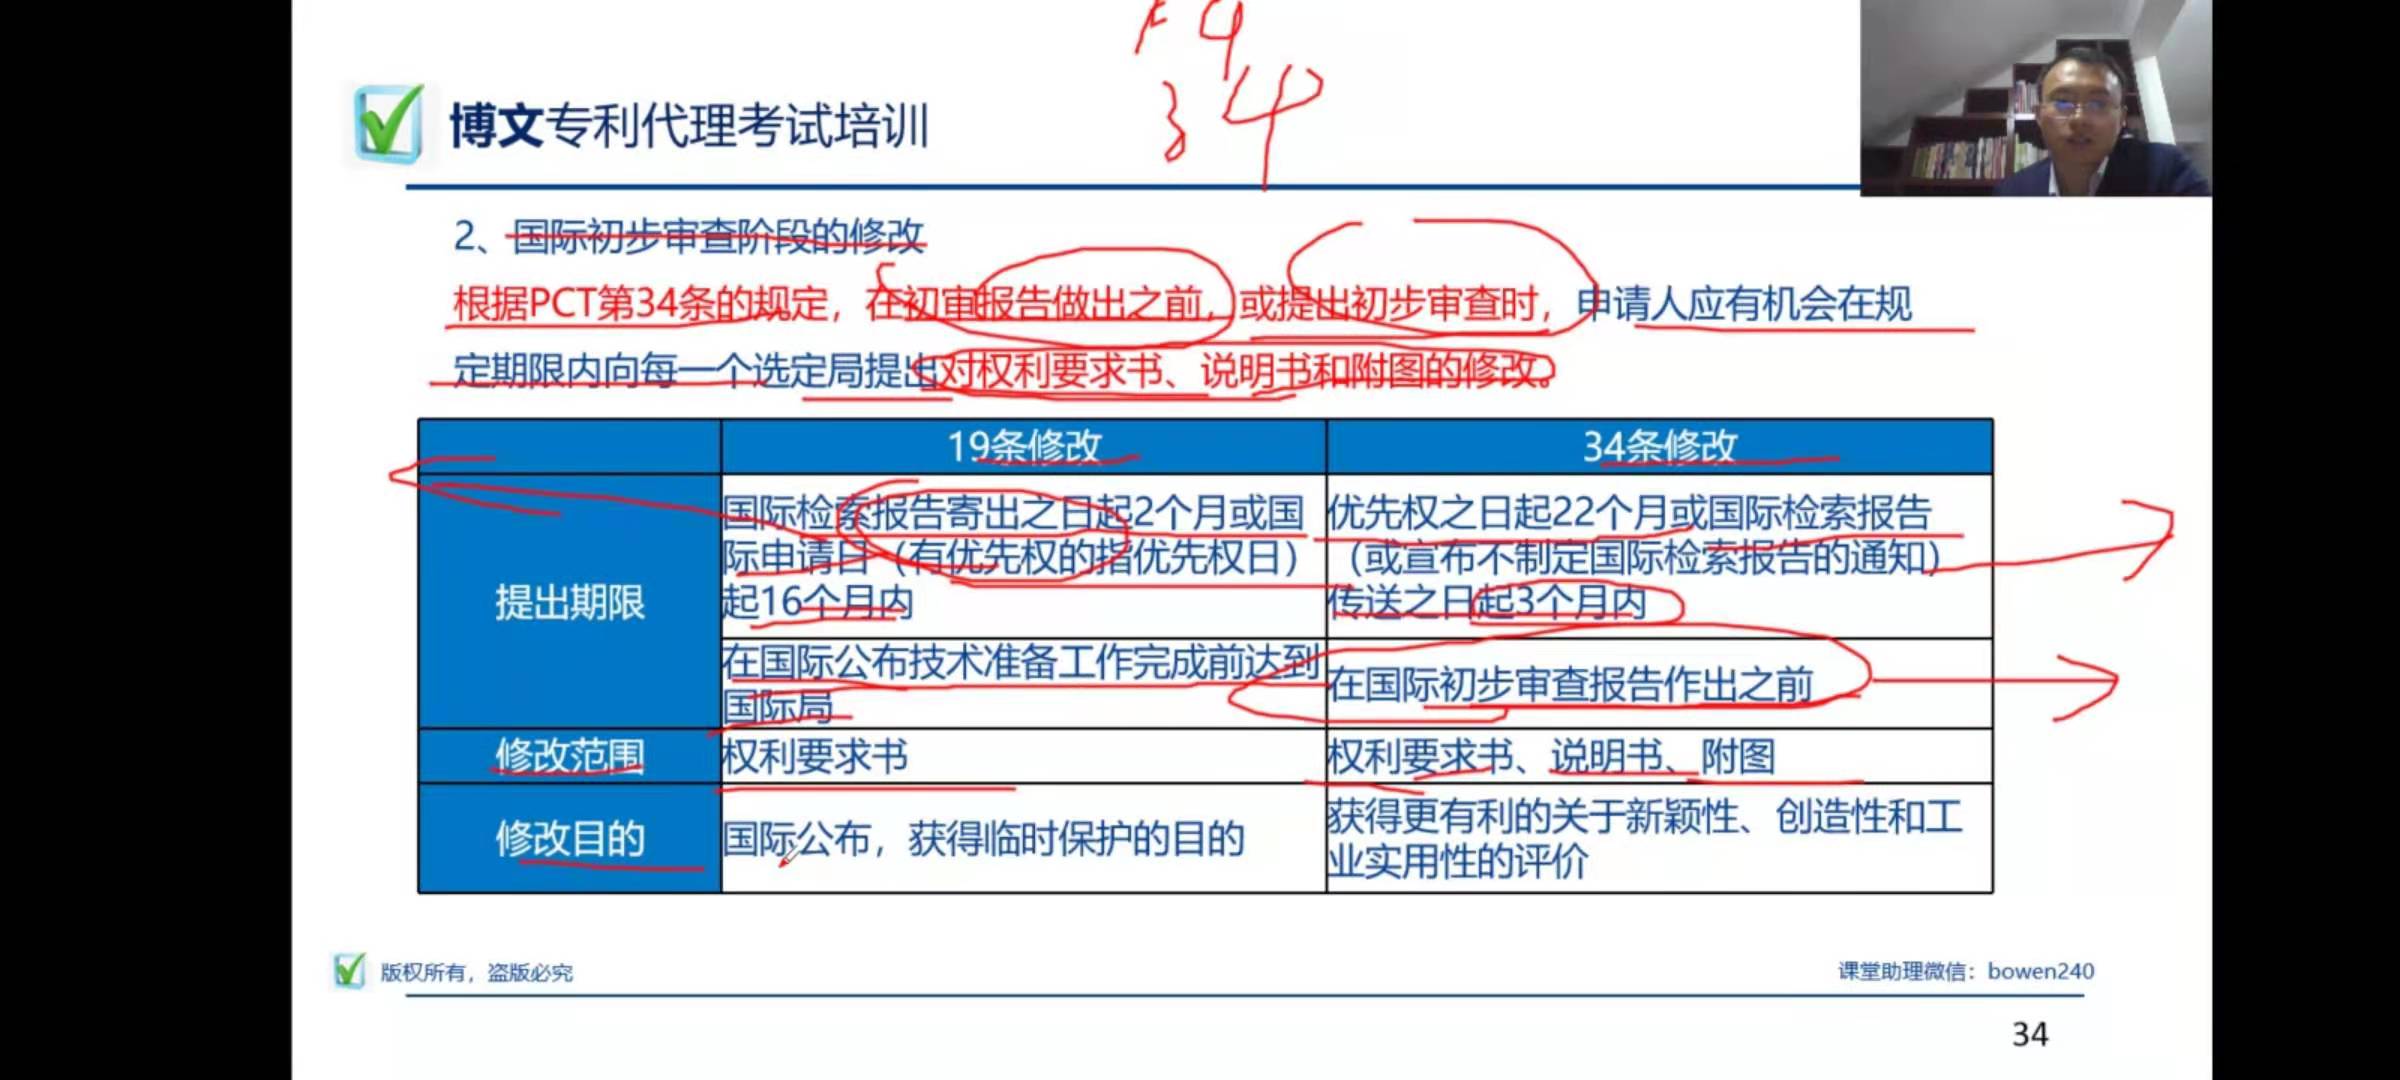 19
34
博文专利代理考试培训
2、国际初步审查阶段的修改
根据PCT第34条的规定，在初审报告做出之前，或提出初步审查时，申请人应有机会在规
定期限内向每一个选定局提出对权利要求书、说明书和附图的修改。
19条修改
34条修改
提出期限
国际检索报告寄出之日起2个月或国
际申请日（有优先权的指优先权日）
起16个月内
优先权之日起22个月或国际检索报告
（或宣布不制定国际检索报告的通知）
传送之日起3个月内
在国际公布技术准备工作完成前达到
国际局
在国际初步审查报告作出之前
修改范围
权利要求书
权利要求书、说明书、附图
修改目的
国际公布，获得临时保护的目的
获得更有利的关于新颖性、创造性和工
业实用性的评价
版权所有，盗版必究
课堂助理微信：bowen240
34